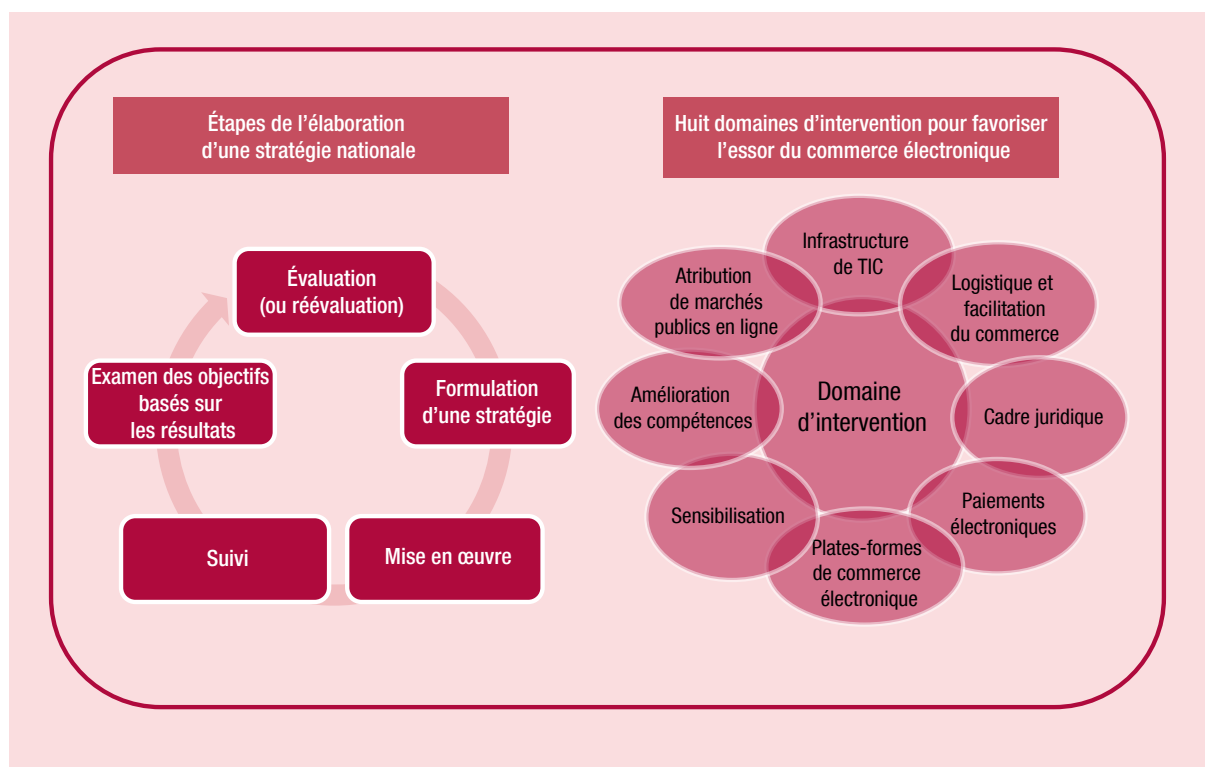 Étapes de l'élaboration
d'une stratégie nationale
Évaluation
(ou réévaluation)
Formulation
d'une stratégie
Mise en œuvre
Suivi
Examen des objectifs
basés sur
les résultats
Huit domaines d'intervention pour favoriser
l'essor du commerce électronique
Infrastructure
de TIC
Logistique et
facilitation
du commerce
Cadre juridique
Paiements
électroniques
Plates-formes
de commerce
électronique
Sensibilisation
Amélioration
des compétences
Atribution
de marchés
publics en ligne
Domaine
d'intervention